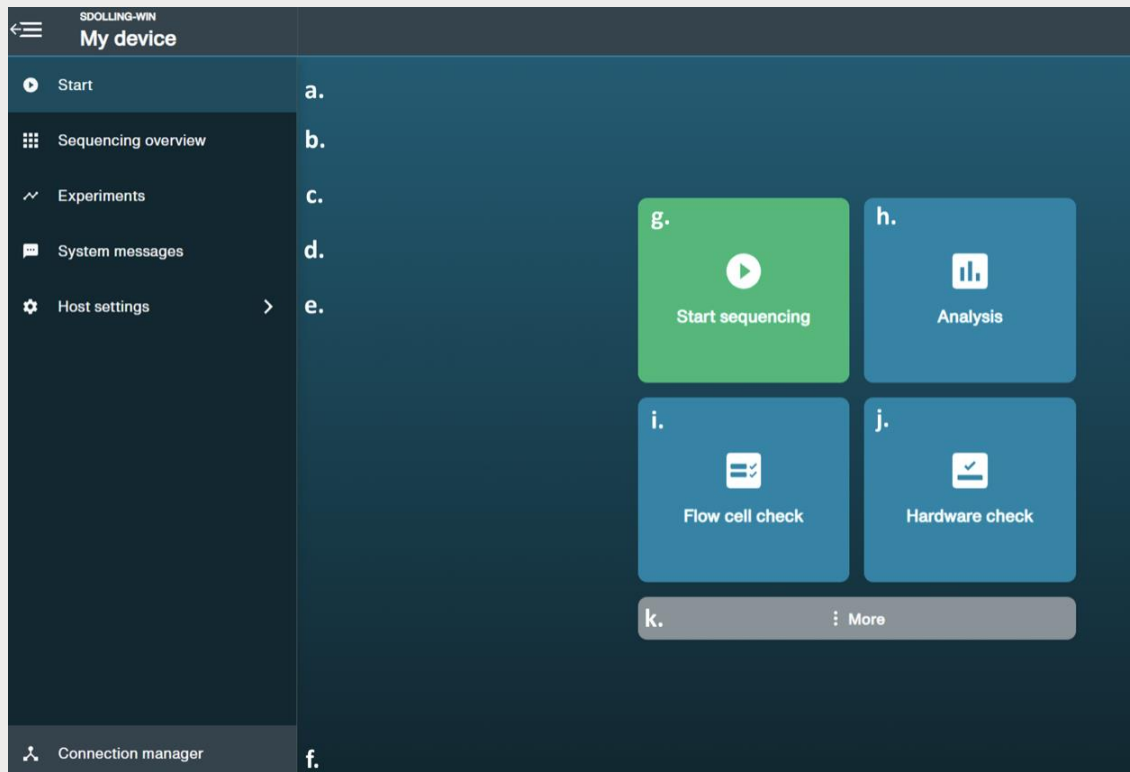 SDOLLING-WIN
My device
Start
a.
Sequencing overview
b.
Experiments
c.
System messages
d.
Host settings
e.
g.
Start sequencing
h.
Analysis
i.
Flow cell check
j.
Hardware check
k.
More
Connection manager
f.